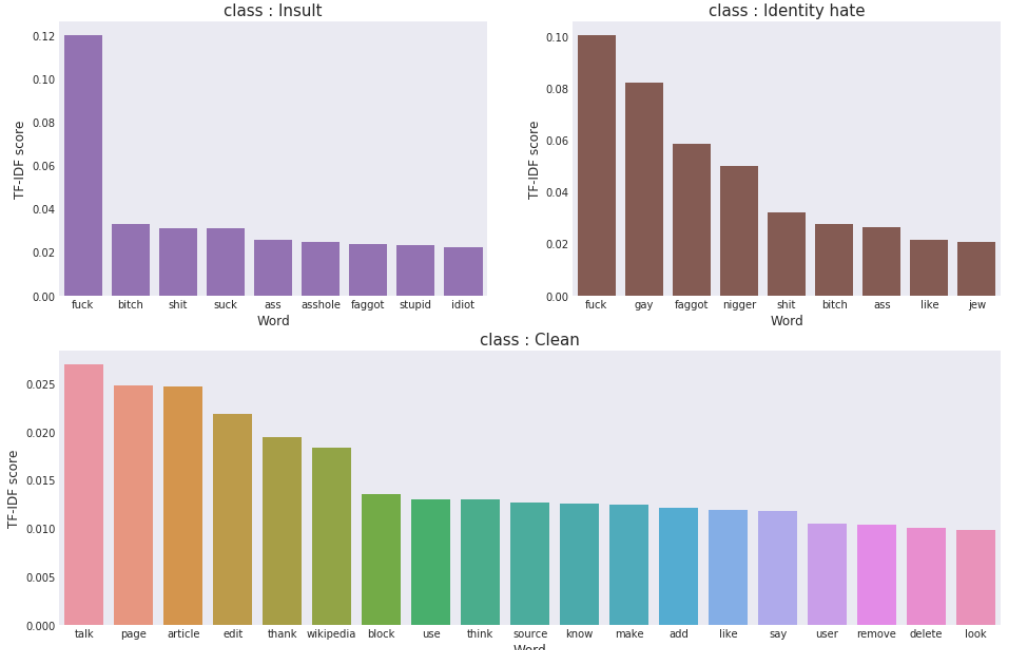 class : Insult
class : Identity hate
TF-IDF score
0.12
0.10
0.08
0.06
0.04
0.02
0.00
fuck bitch shit suck ass asshole faggot stupid idiot
Word
TF-IDF score
0.10
0.08
0.06
0.04
0.02
0.00
fuck gay faggot nigger shit bitch ass like jew
Word
class : Clean
TF-IDF score
0.025
0.020
0.015
0.010
0.005
0.000
talk page article edit thank wikipedia block use think source know make add like say user remove delete look
Word